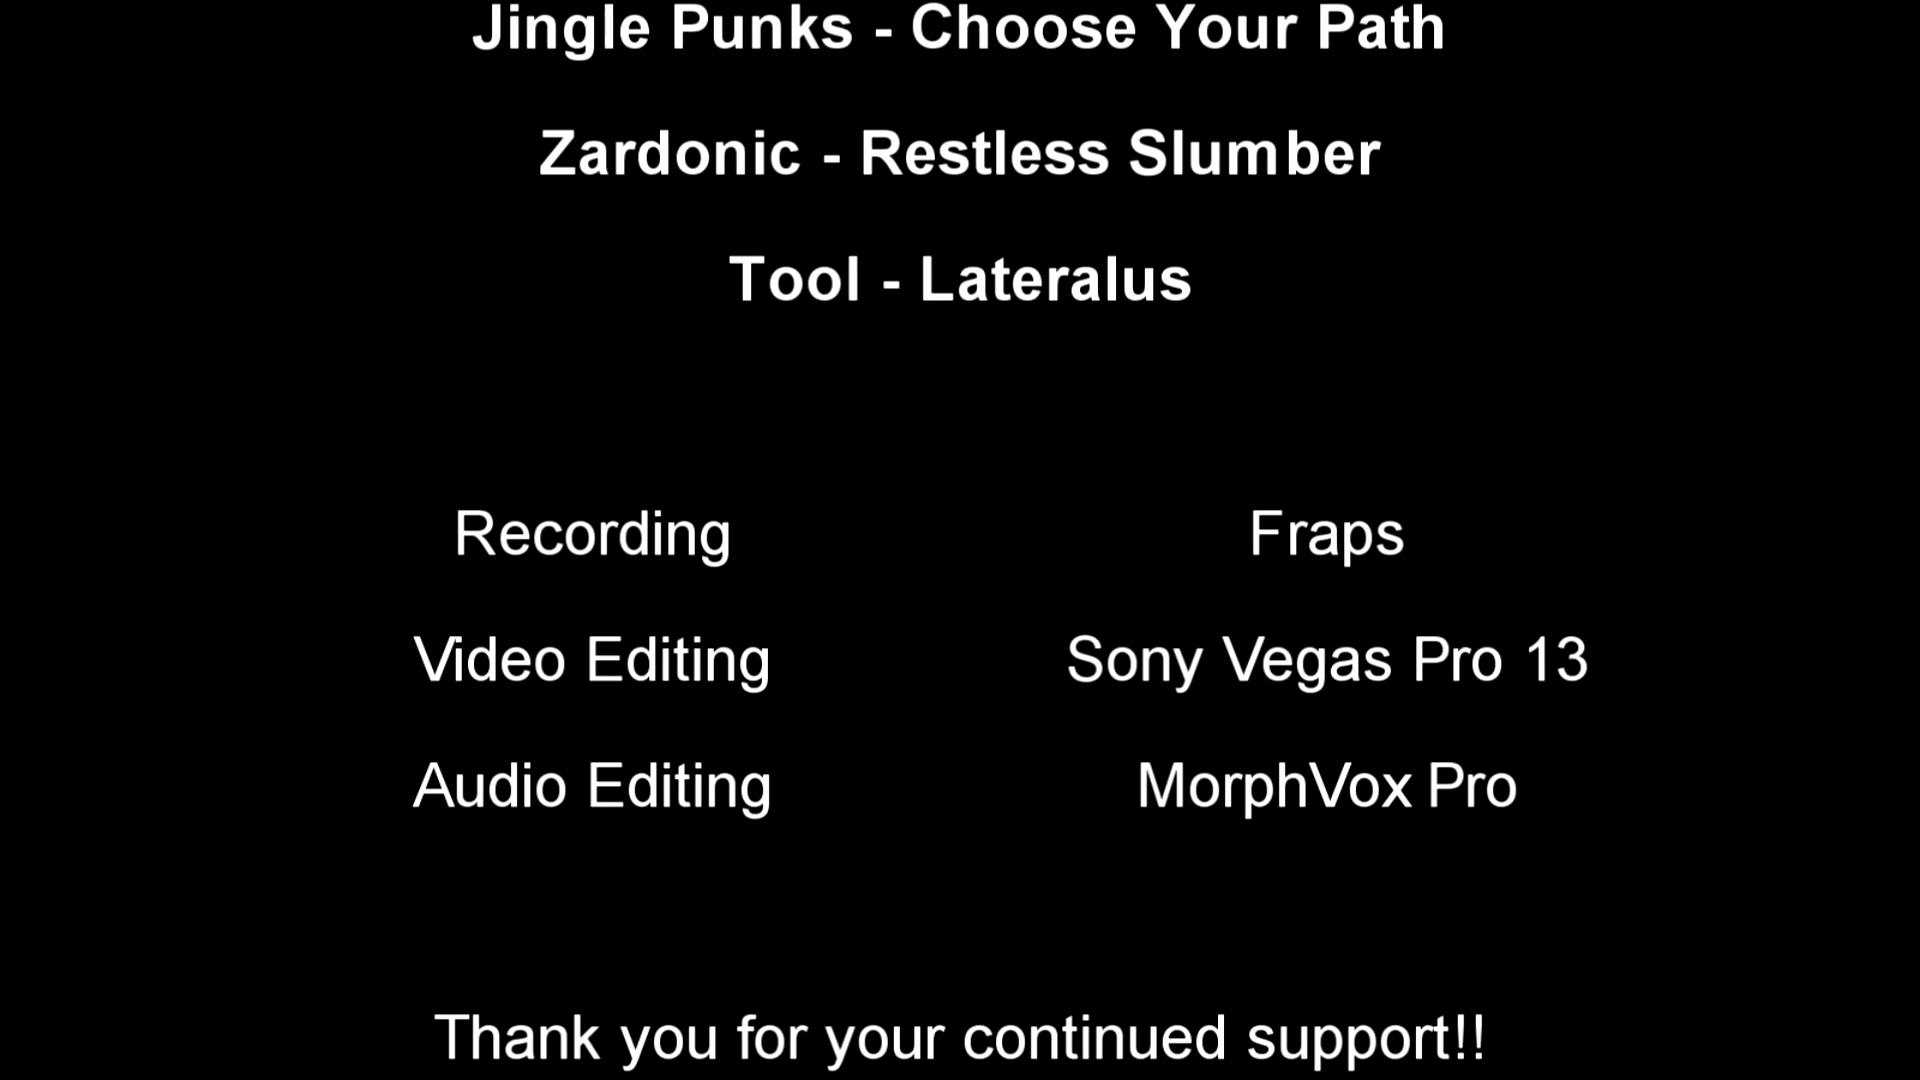 Jingle Punks - Choose Your Path
Zardonic - Restless Slumber
Tool - Lateralus
Recording Fraps
Video Editing Sony Vegas Pro 13
Audio Editing MorphVox Pro
Thank you for your continued support!!